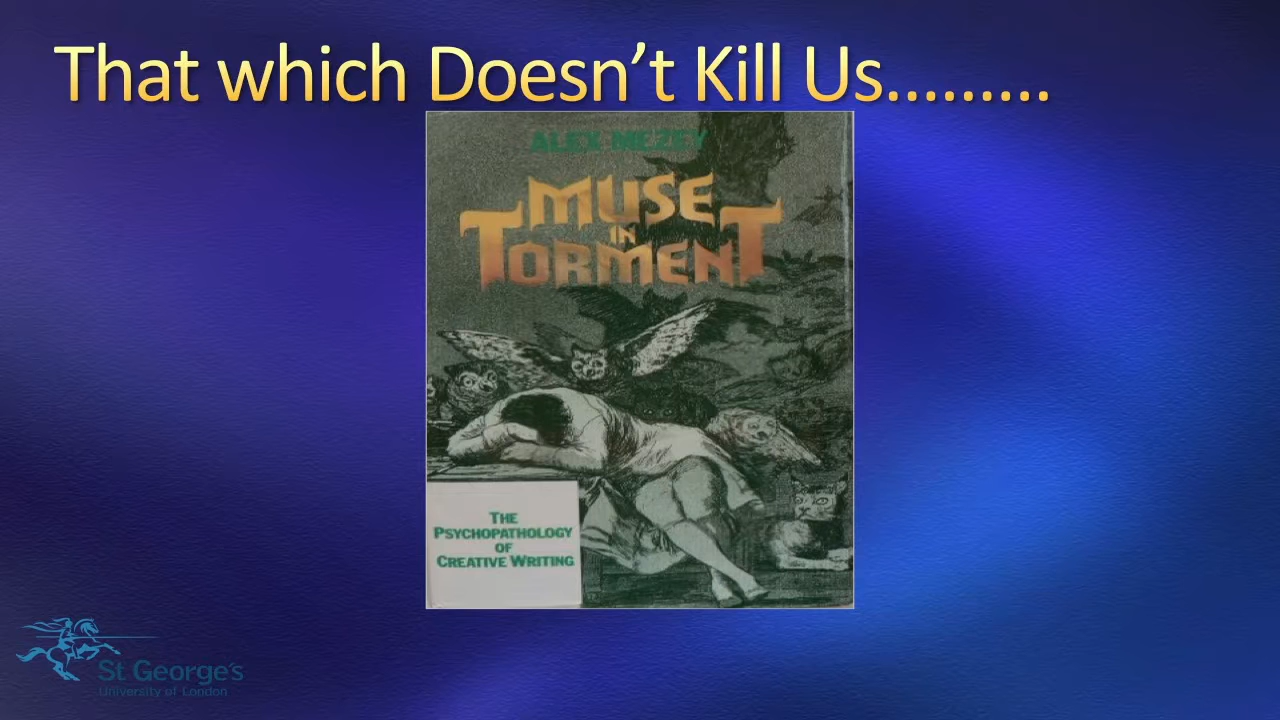 That which Doesn’t Kill Us.........
ALEX MEZEY
MUSE
IN
TORMENT
THE
PSYCHOPATHOLOGY
OF
CREATIVE WRITING
St George's
University of London